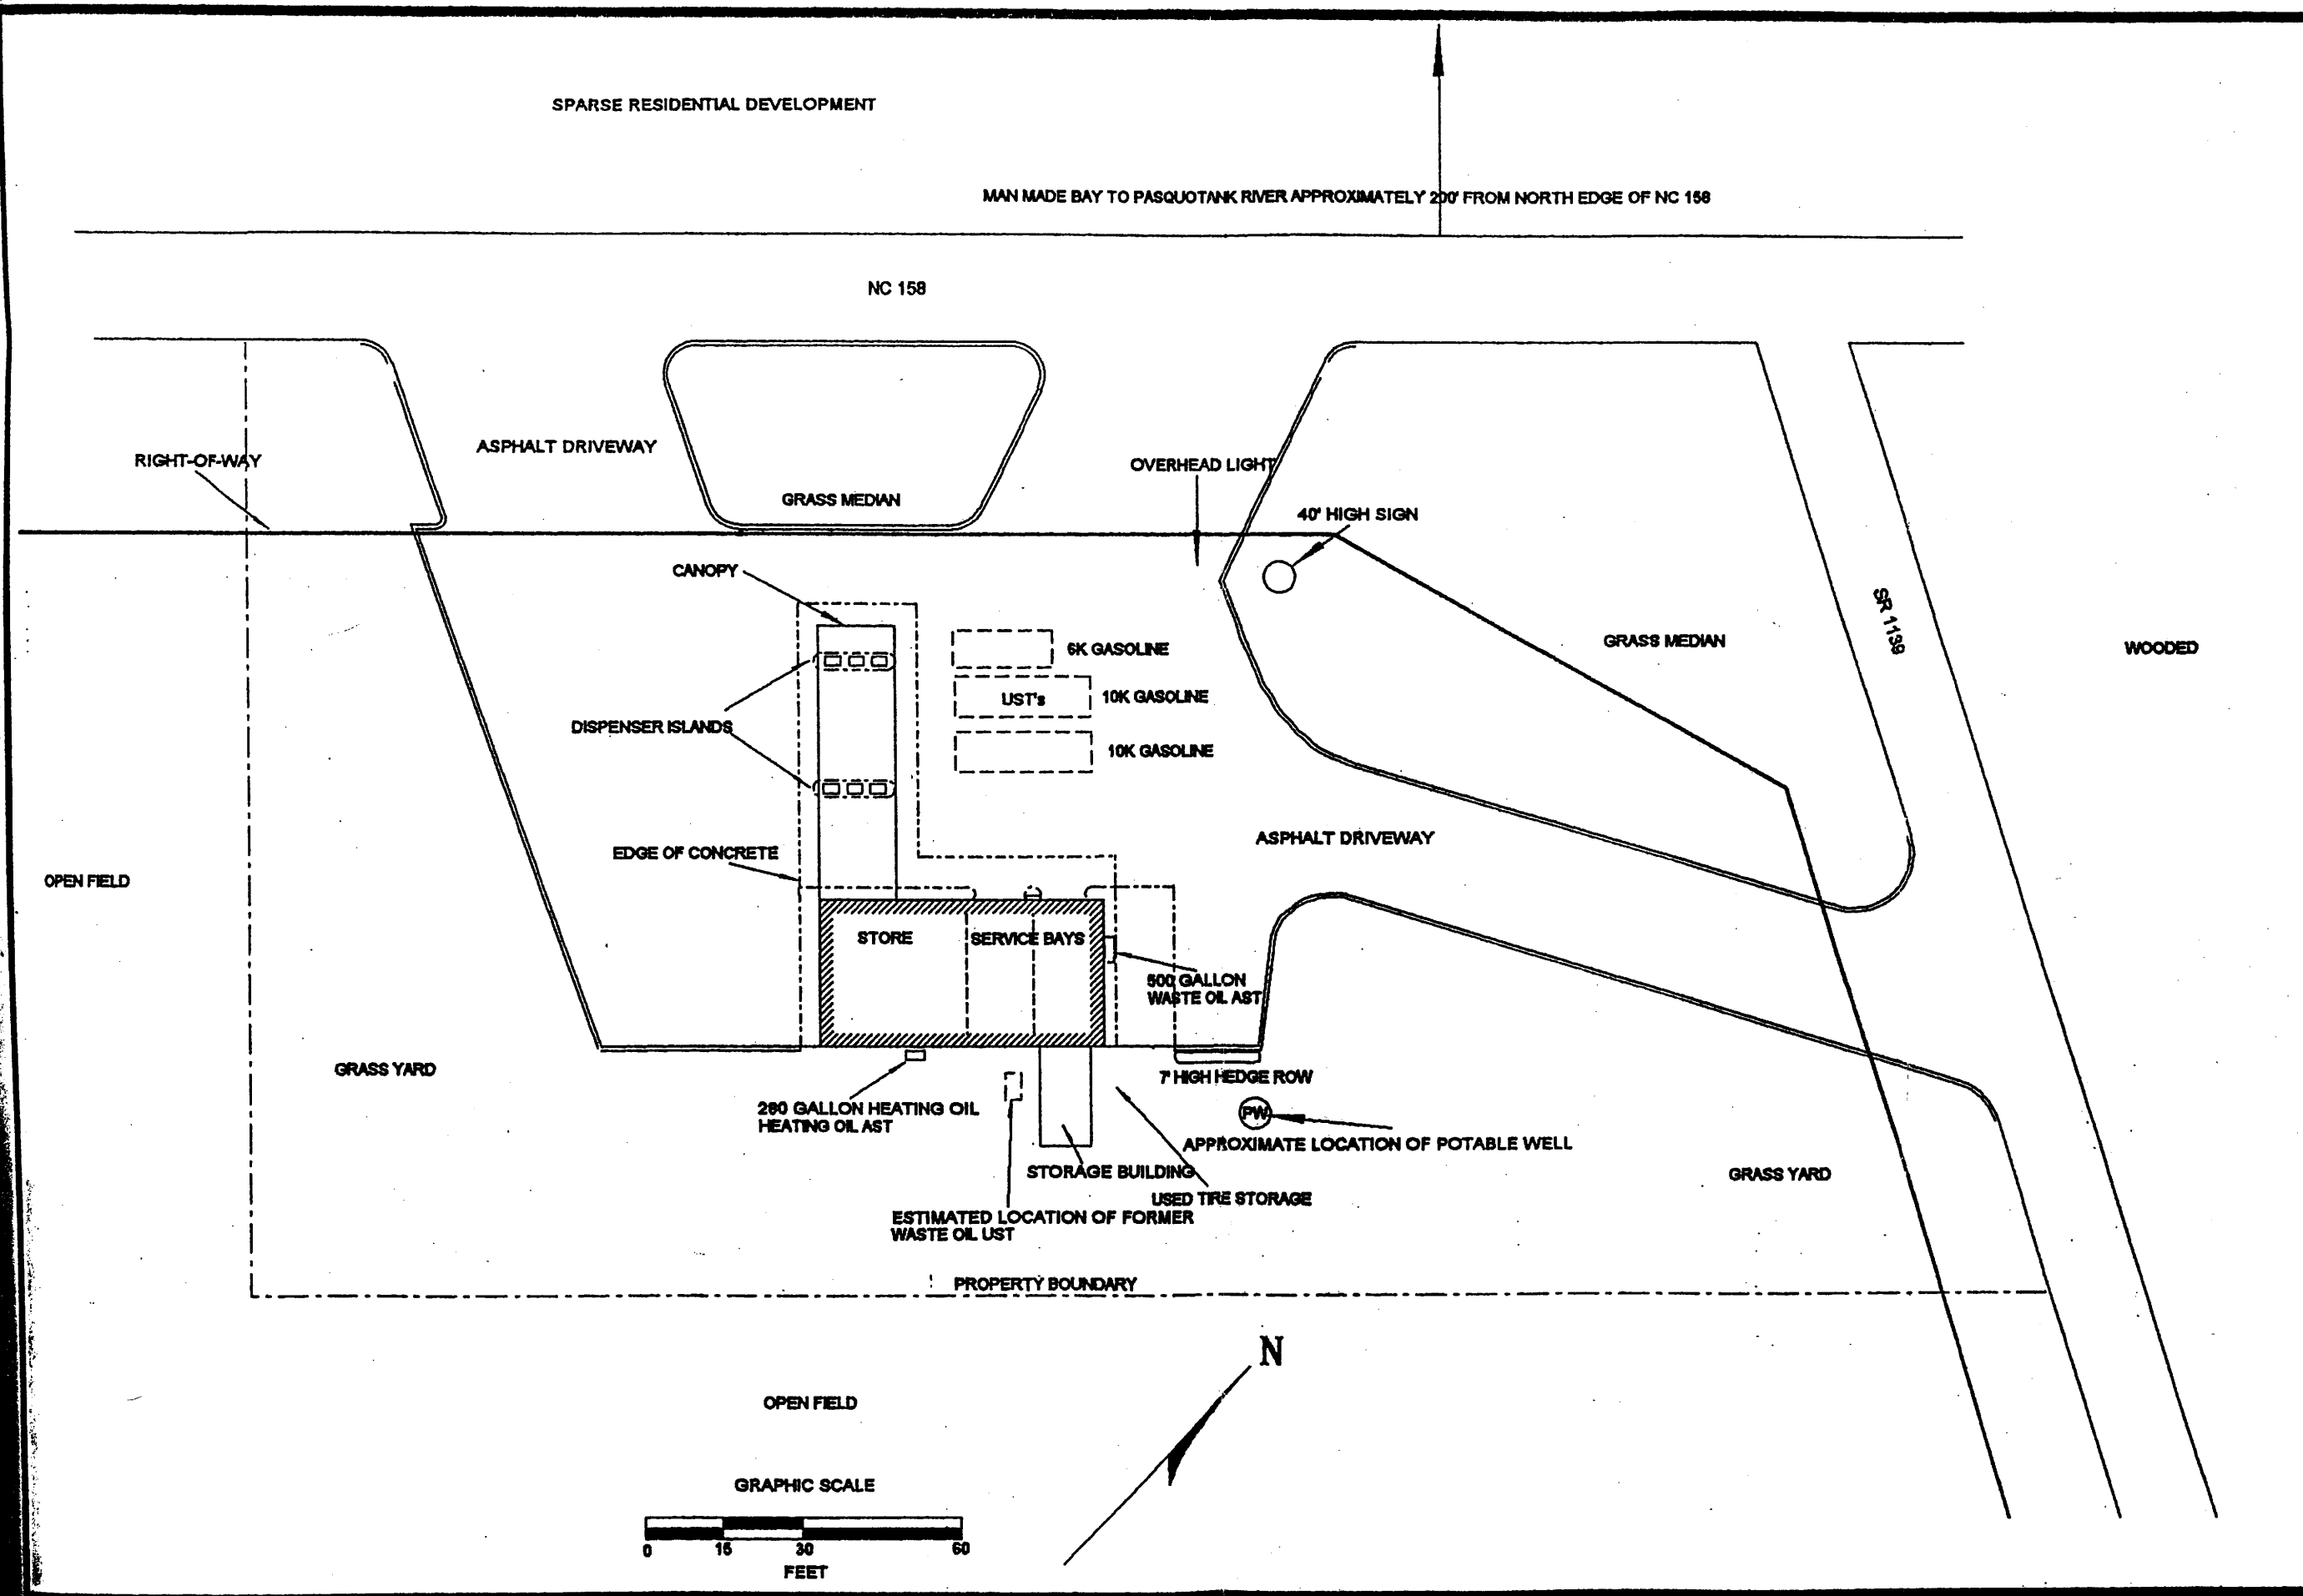 SPARSE RESIDENTIAL DEVELOPMENT
MAN MADE BAY TO PASQUOTANK RIVER APPROXIMATELY 200' FROM NORTH EDGE OF NC 158
NC 158
ASPHALT DRIVEWAY
RIGHT-OF-WAY
OVERHEAD LIGHT
GRASS MEDIAN
40' HIGH SIGN
CANOPY
SR 1139
6K GASOLINE
GRASS MEDIAN
WOODED
UST's
10K GASOLINE
DISPENSER ISLANDS
10K GASOLINE
ASPHALT DRIVEWAY
EDGE OF CONCRETE
OPEN FIELD
STORE
SERVICE BAYS
500 GALLON
WASTE OIL AST
GRASS YARD
7' HIGH HEDGE ROW
280 GALLON HEATING OIL
HEATING OIL AST
PW
APPROXIMATE LOCATION OF POTABLE WELL
STORAGE BUILDING
GRASS YARD
USED TIRE STORAGE
ESTIMATED LOCATION OF FORMER
WASTE OIL UST
PROPERTY BOUNDARY
N
OPEN FIELD
GRAPHIC SCALE
0 15 30 60
FEET